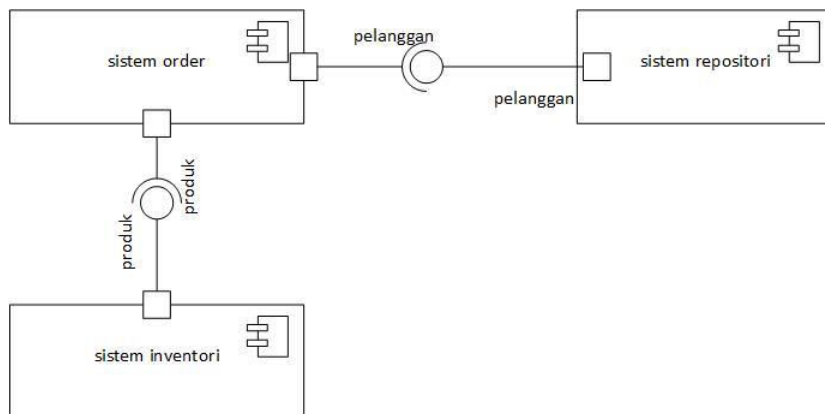 sistem order
pelanggan
sistem repositori
pelanggan
produk
produk
sistem inventori